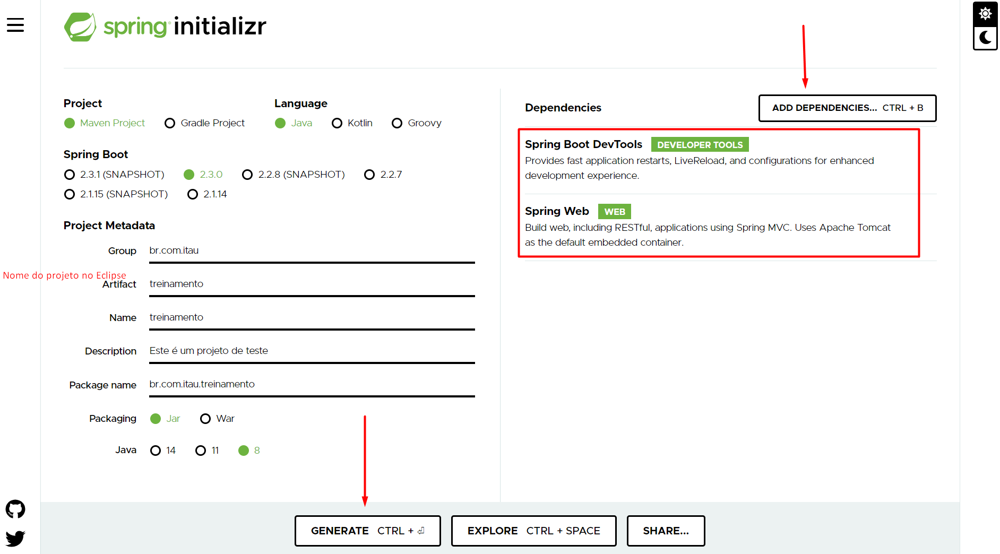 spring initializr
Project
Maven Project Gradle Project
Language
Java Kotlin Groovy
Spring Boot
2.3.1 (SNAPSHOT) 2.3.0 2.2.8 (SNAPSHOT) 2.2.7
2.1.15 (SNAPSHOT) 2.1.14
Project Metadata
Group br.com.itau
Nome do projeto no Eclipse
Artifact treinamento
Name treinamento
Description Este é um projeto de teste
Package name br.com.itau.treinamento
Packaging Jar War
Java 14 11 8
Dependencies ADD DEPENDENCIES... CTRL + B
Spring Boot DevTools DEVELOPER TOOLS
Provides fast application restarts, LiveReload, and configurations for enhanced
development experience.
Spring Web WEB
Build web, including RESTful, applications using Spring MVC. Uses Apache Tomcat
as the default embedded container.
GENERATE CTRL + ⏎ EXPLORE CTRL + SPACE SHARE...